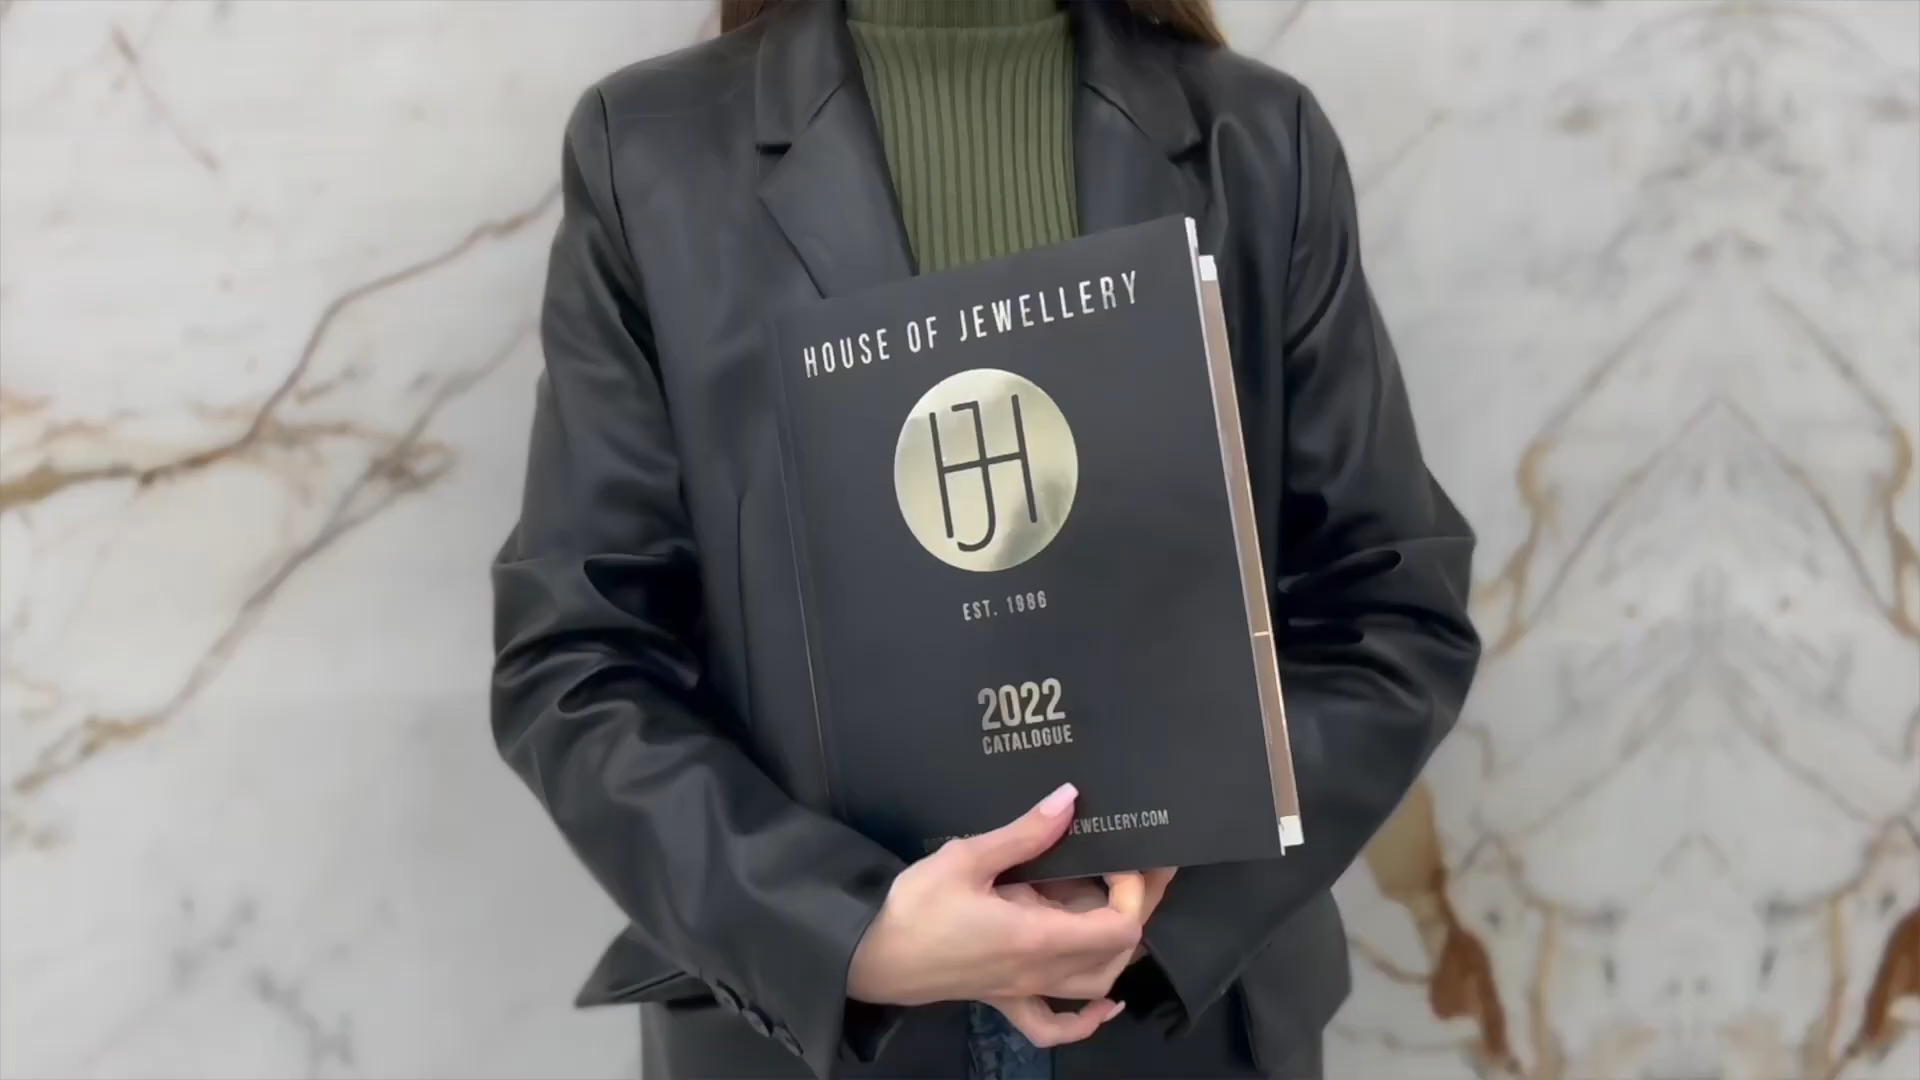 HOUSE OF JEWELLERY
HJ
EST. 1986
2022
CATALOGUE
JEWELLERY.COM